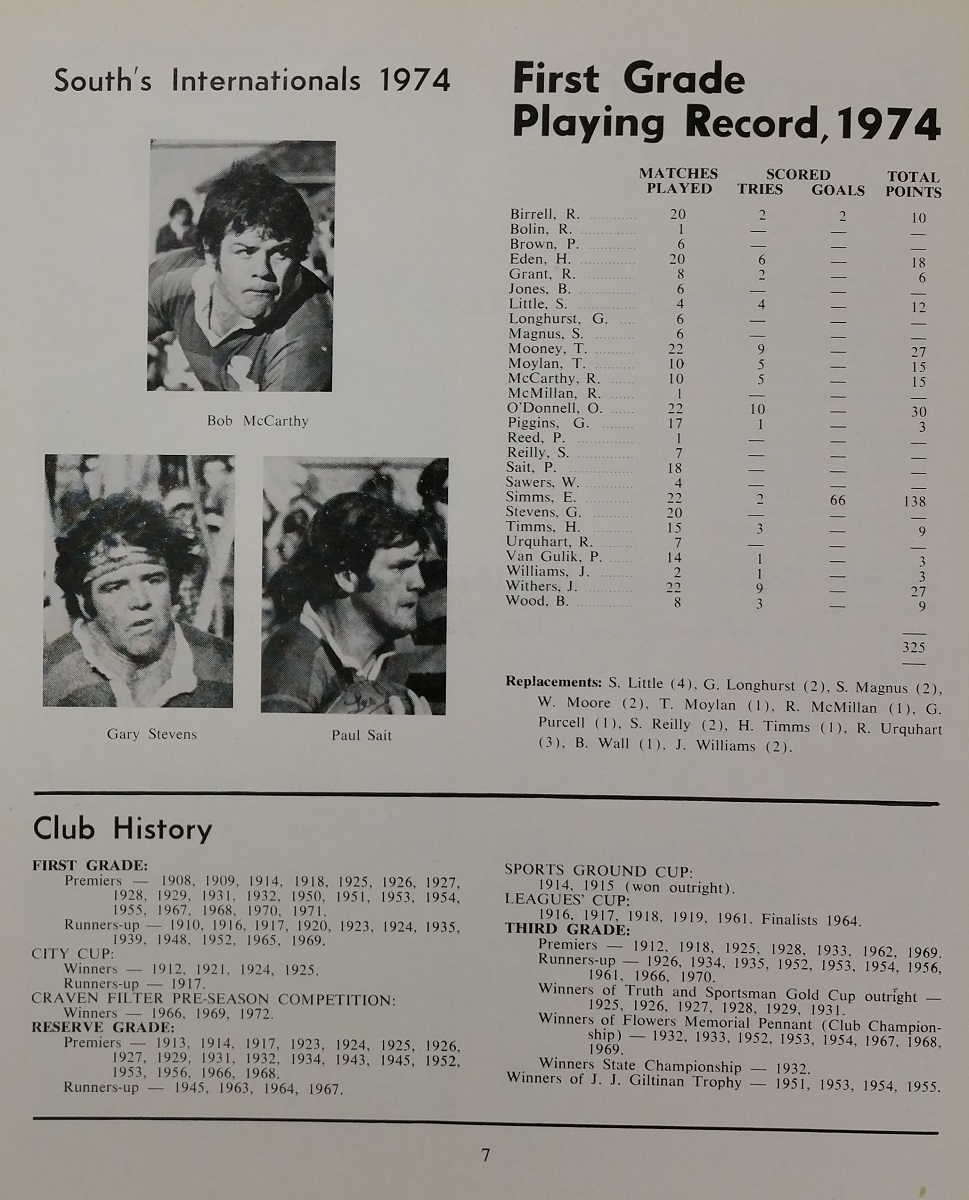 South's Internationals 1974
Bob McCarthy
Gary Stevens
Paul Sait
First Grade
Playing Record, 1974
MATCHES PLAYED SCORED TRIES GOALS TOTAL POINTS
Birrell, R. ............ 20 2 2 10
Bolin, R. ............ 1 — — —
Brown, P. ............ 6 — — —
Eden, H. ............ 20 6 — 18
Grant, R. ............ 8 2 — 6
Jones, B. ............ 6 — — —
Little, S. ............ 4 4 — 12
Longhurst, G. .... 6 — — —
Magnus, S. ............ 6 — — —
Mooney, T. ............ 22 9 — 27
Moylan, T. ............ 10 5 — 15
McCarthy, R. ...... 10 5 — 15
McMillan, R. ...... 1 — — —
O'Donnell, O. ...... 22 10 — 30
Piggins, G. ........ 17 1 — 3
Reed, P. ............ 1 — — —
Reilly, S. ............ 7 — — —
Sait, P. ............ 18 — — —
Sawers, W. ............ 4 — — —
Simms, E. ............ 22 2 66 138
Stevens, G. ............ 20 — — —
Timms, H. ............ 15 3 — 9
Urquhart, R. ........ 7 — — —
Van Gulik, P. ...... 14 1 — 3
Williams, J. ........ 2 1 — 3
Withers, J. ............ 22 9 — 27
Wood, B. ............ 8 3 — 9
325
Replacements: S. Little (4), G. Longhurst (2), S. Magnus (2),
W. Moore (2), T. Moylan (1), R. McMillan (1), G.
Purcell (1), S. Reilly (2), H. Timms (1), R. Urquhart
(3), B. Wall (1), J. Williams (2).
Club History
FIRST GRADE:
Premiers — 1908, 1909, 1914, 1918, 1925, 1926, 1927,
1928, 1929, 1931, 1932, 1950, 1951, 1953, 1954,
1955, 1967, 1968, 1970, 1971.
Runners-up — 1910, 1916, 1917, 1920, 1923, 1924, 1935,
1939, 1948, 1952, 1965, 1969.
CITY CUP:
Winners — 1912, 1921, 1924, 1925.
Runners-up — 1917.
CRAVEN FILTER PRE-SEASON COMPETITION:
Winners — 1966, 1969, 1972.
RESERVE GRADE:
Premiers — 1913, 1914, 1917, 1923, 1924, 1925, 1926,
1927, 1929, 1931, 1932, 1934, 1943, 1945, 1952,
1953, 1956, 1966, 1968.
Runners-up — 1945, 1963, 1964, 1967.
SPORTS GROUND CUP:
1914, 1915 (won outright).
LEAGUES' CUP:
1916, 1917, 1918, 1919, 1961. Finalists 1964.
THIRD GRADE:
Premiers — 1912, 1918, 1925, 1928, 1933, 1962, 1969.
Runners-up — 1926, 1934, 1935, 1952, 1953, 1954, 1956,
1961, 1966, 1970.
Winners of Truth and Sportsman Gold Cup outright —
1925, 1926, 1927, 1928, 1929, 1931.
Winners of Flowers Memorial Pennant (Club Champion-
ship) — 1932, 1933, 1952, 1953, 1954, 1967, 1968,
1969.
Winners State Championship — 1932.
Winners of J. J. Giltinan Trophy — 1951, 1953, 1954, 1955.
7